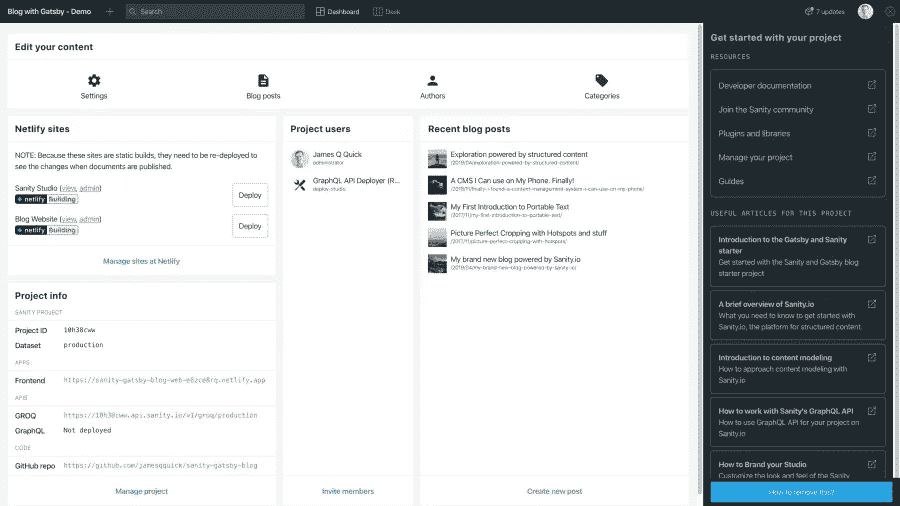 Blog with Gatsby - Demo
Search
Dashboard
Desk
7 updates
Edit your content
Settings
Blog posts
Authors
Categories
Netlify sites
NOTE: Because these sites are static builds, they need to be re-deployed to
see the changes when documents are published.
Sanity Studio (view, admin)
netlify Building
Deploy
Blog Website (view, admin)
netlify Building
Deploy
Manage sites at Netlify
Project info
SANITY PROJECT
Project ID 10h38cww
Dataset production
APPS
Frontend
APIS
GROQ https://10h38cww.api.sanity.io/v1/groq/production
GraphQL Not deployed
CODE
GitHub repo https://github.com/jamesqquick/sanity-gatsby-blog
Manage project
Project users
James Q Quick
administrator
GraphQL API Deployer (R...
deploy-studio
Invite members
Recent blog posts
Exploration powered by structured content
/2019/04/exploration-powered-by-structured-content/
A CMS I Can use on my Phone. Finally!
/2019/11/finally-i-found-a-content-management-system-i-can-use-on-my-phone/
My First Introduction to Portable Text
/2017/11/my-first-introduction-to-portable-text/
Picture Perfect Cropping with Hotspots and stuff
/2017/11/picture-perfect-cropping-with-hotspots/
My brand new blog powered by Sanity.io
/2019/04/my-brand-new-blog-powered-by-sanity-io/
Create new post
Get started with your project
RESOURCES
Developer documentation
Join the Sanity community
Plugins and libraries
Manage your project
Guides
USEFUL ARTICLES FOR THIS PROJECT
Introduction to the Gatsby and Sanity
starter
Get started with the Sanity and Gatsby blog
starter project
A brief overview of Sanity.io
What you need to know to get started with
Sanity.io, the platform for structured content.
Introduction to content modeling
How to approach content modeling with
Sanity.io
How to work with Sanity's GraphQL API
How to use GraphQL API for your project on
Sanity.io
How to Brand your Studio
Customize the look and feel of the Sanity
How to remove this?